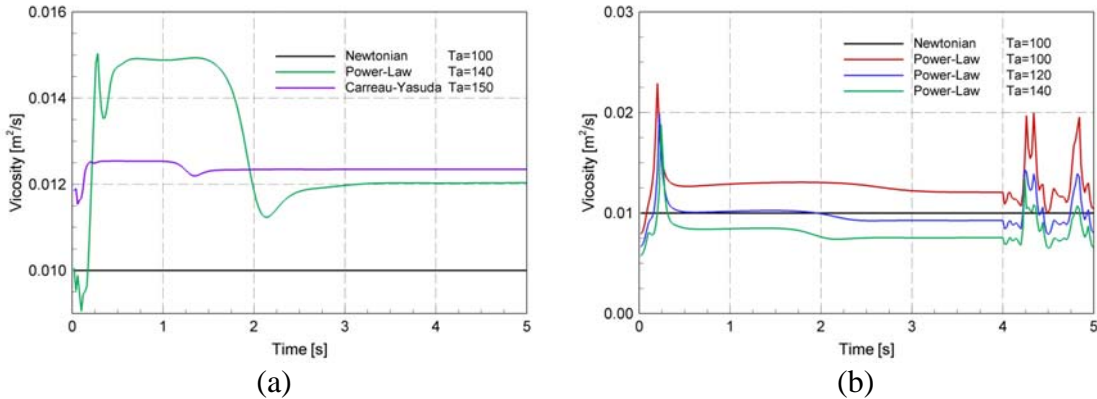 0.016
0.014
0.012
0.010
Vicosity [m²/s]
Newtonian Ta=100
Power-Law Ta=140
Carreau-Yasuda Ta=150
0 1 2 3 4 5
Time [s]
(a)
0.03
0.02
0.01
0.00
Vicosity [m²/s]
Newtonian Ta=100
Power-Law Ta=100
Power-Law Ta=120
Power-Law Ta=140
0 1 2 3 4 5
Time [s]
(b)